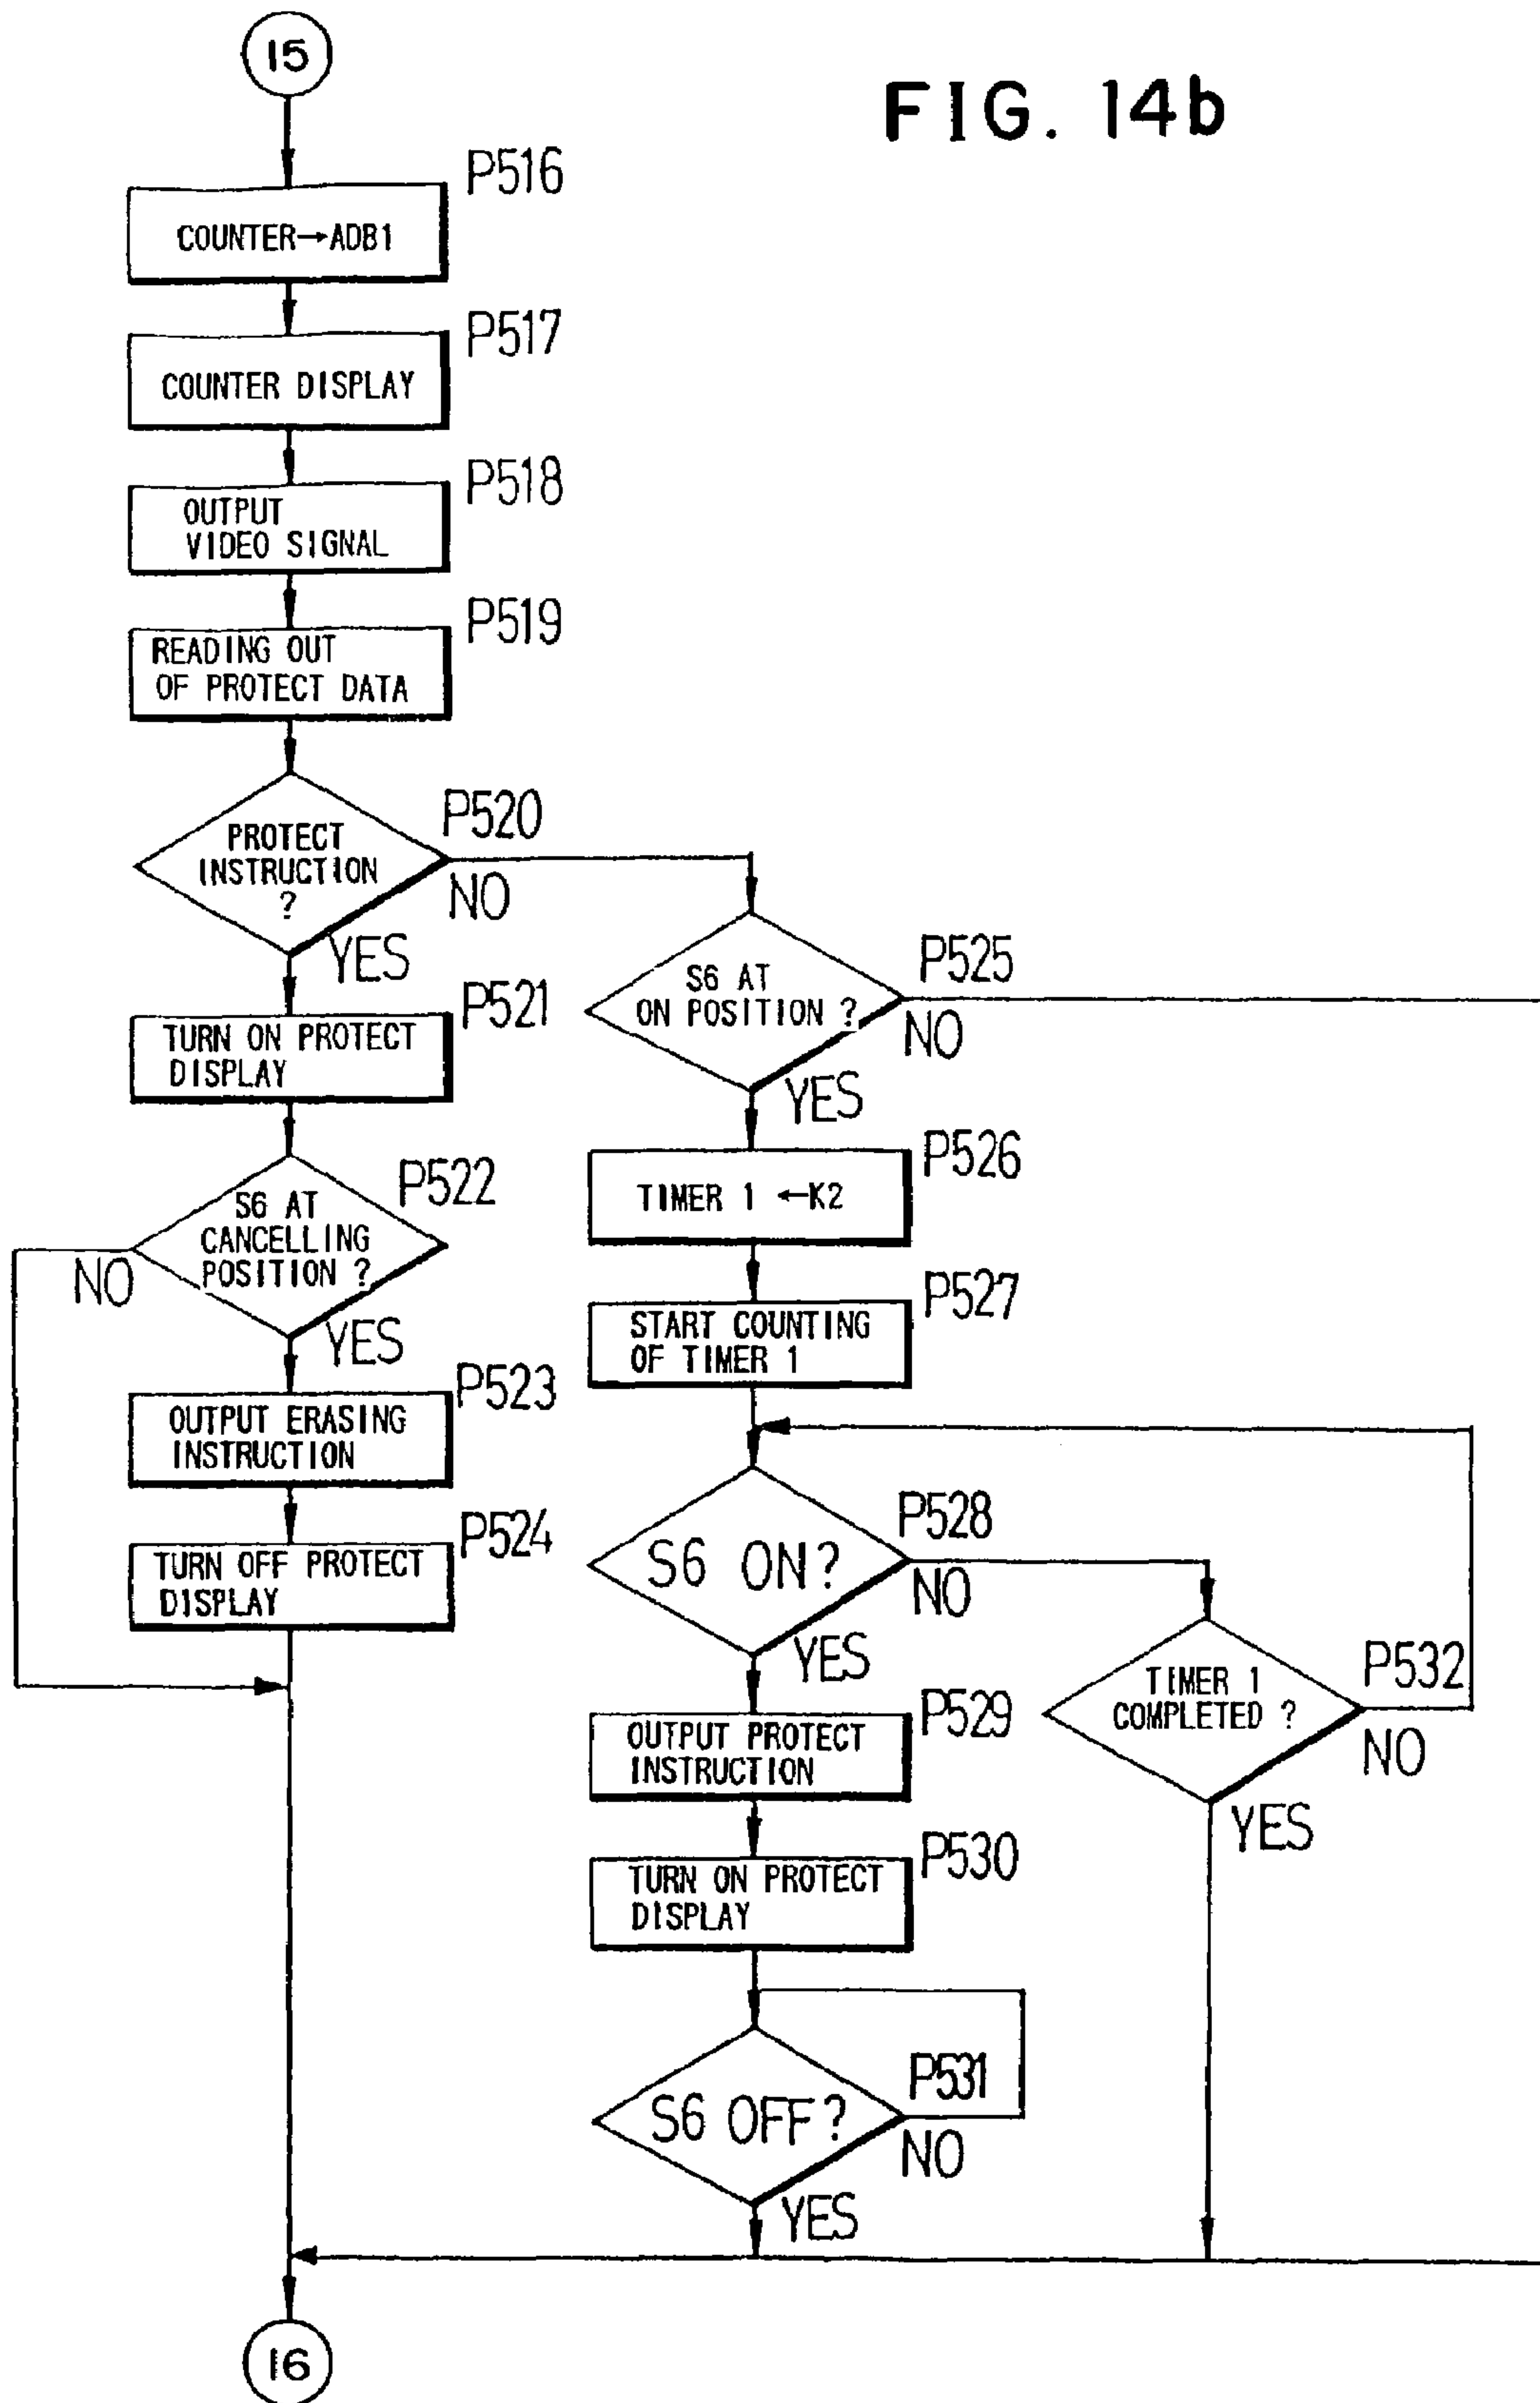 15
FIG. 14b
P516
COUNTER→ADB1
P517
COUNTER DISPLAY
P518
OUTPUT
VIDEO SIGNAL
P519
READING OUT
OF PROTECT DATA
P520
PROTECT
INSTRUCTION
?
NO
YES
P521
TURN ON PROTECT
DISPLAY
P522
S6 AT
CANCELLING
POSITION ?
NO
YES
P523
OUTPUT ERASING
INSTRUCTION
P524
TURN OFF PROTECT
DISPLAY
P525
S6 AT
ON POSITION ?
NO
YES
P526
TIMER 1 ←K2
P527
START COUNTING
OF TIMER 1
P528
S6 ON?
NO
YES
P529
OUTPUT PROTECT
INSTRUCTION
P530
TURN ON PROTECT
DISPLAY
P531
S6 OFF?
NO
YES
P532
TIMER 1
COMPLETED ?
NO
YES
16